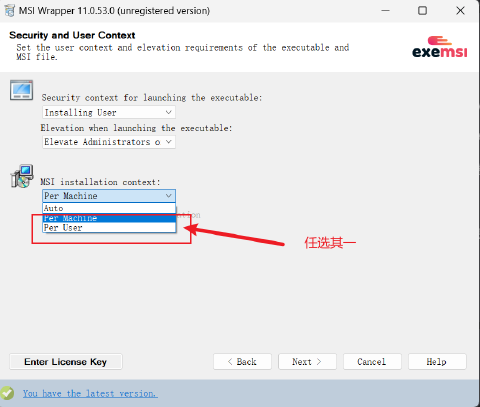 MSI Wrapper 11.0.53.0 (unregistered version)
Security and User Context
Set the user context and elevation requirements of the executable and
MSI file.
exemsi
Security context for launching the executable:
Installing User
Elevation when launching the executable:
Elevate Administrators o
MSI installation context:
Per Machine
Auto
Per Machine
Per User
任选其一
Enter License Key
< Back
Next >
Cancel
Help
You have the latest version.